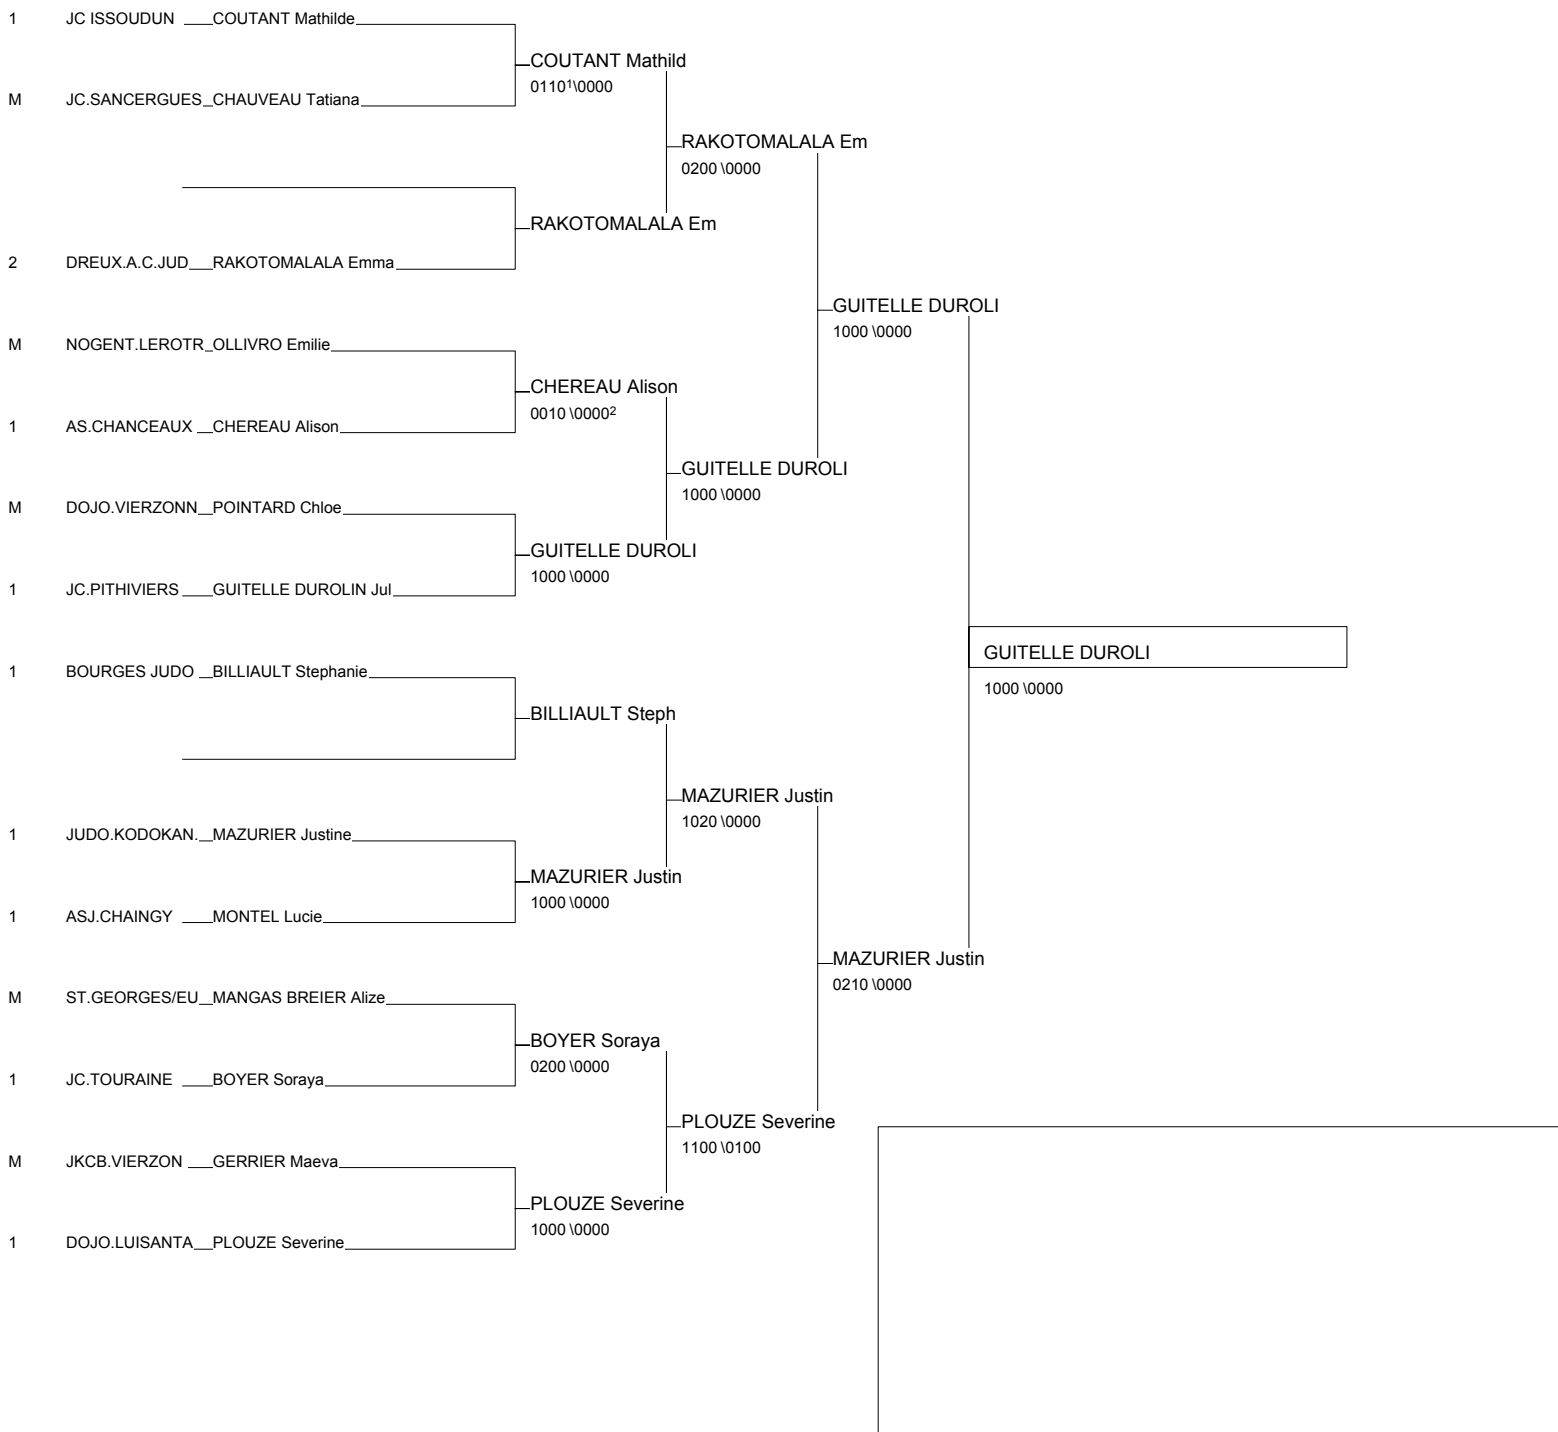 1 JC ISSOUDUN COUTANT Mathilde
COUTANT Mathild
0110¹\0000
M JC.SANCERGUES CHAUVEAU Tatiana
RAKOTOMALALA Em
0200 \0000
RAKOTOMALALA Em
2 DREUX.A.C.JUD RAKOTOMALALA Emma
GUITELLE DUROLI
1000 \0000
M NOGENT.LEROTR OLLIVRO Emilie
CHEREAU Alison
0010 \0000²
1 AS.CHANCEAUX CHEREAU Alison
GUITELLE DUROLI
1000 \0000
M DOJO.VIERZONN POINTARD Chloe
GUITELLE DUROLI
1000 \0000
1 JC.PITHIVIERS GUITELLE DUROLIN Jul
GUITELLE DUROLI
1000 \0000
1 BOURGES JUDO BILLIAULT Stephanie
BILLIAULT Steph
MAZURIER Justin
1020 \0000
1 JUDO.KODOKAN. MAZURIER Justine
MAZURIER Justin
1000 \0000
1 ASJ.CHAINGY MONTEL Lucie
MAZURIER Justin
0210 \0000
M ST.GEORGES/EU MANGAS BREIER Alize
BOYER Soraya
0200 \0000
1 JC.TOURAINE BOYER Soraya
PLOUZE Severine
1100 \0100
M JKCB.VIERZON GERRIER Maeva
PLOUZE Severine
1000 \0000
1 DOJO.LUISANTA PLOUZE Severine